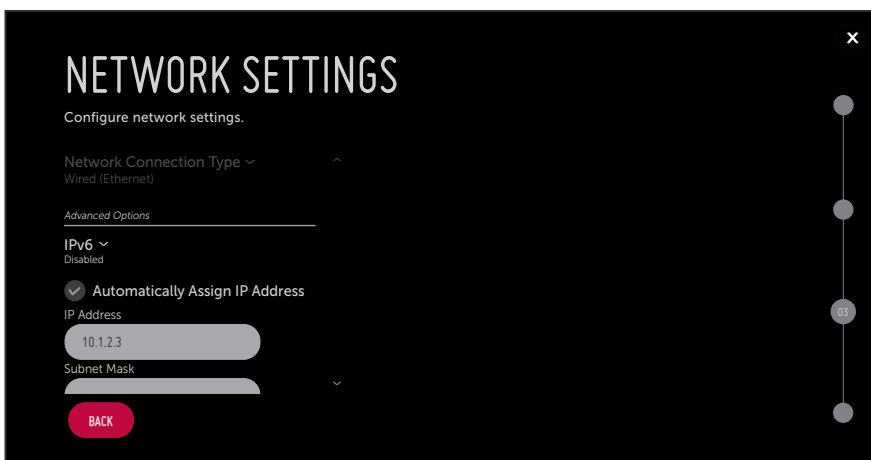 X
NETWORK SETTINGS
Configure network settings.
Network Connection Type
Wired (Ethernet)
Advanced Options
IPv6
Disabled
Automatically Assign IP Address
IP Address
10.1.2.3
03
Subnet Mask
BACK